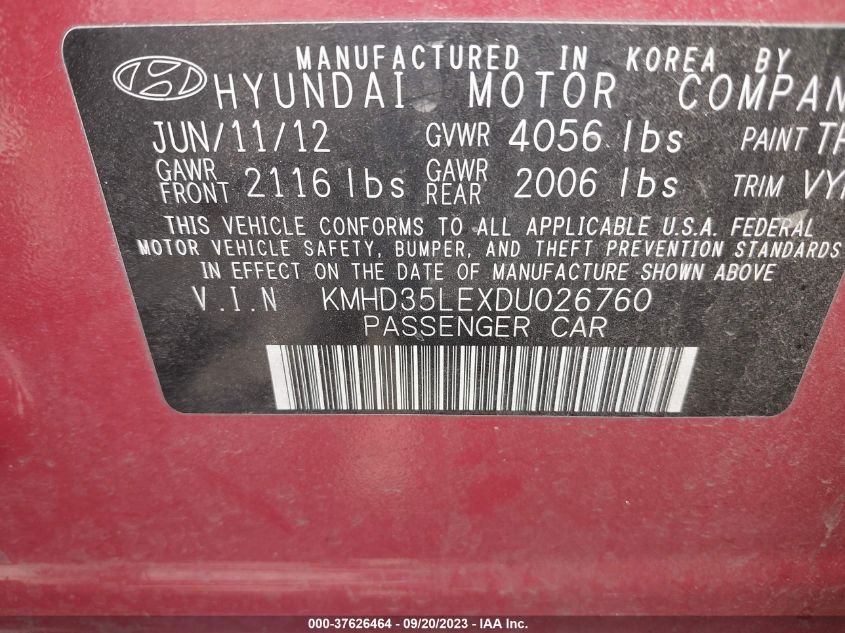 MANUFACTURED IN KOREA BY
HYUNDAI MOTOR COMPAN
JUN/11/12 GVWR 4056 lbs PAINT
GAWR FRONT 2116 lbs GAWR REAR 2006 lbs TRIM
THIS VEHICLE CONFORMS TO ALL APPLICABLE U.S.A. FEDERAL
MOTOR VEHICLE SAFETY, BUMPER, AND THEFT PREVENTION STANDARDS
IN EFFECT ON THE DATE OF MANUFACTURE SHOWN ABOVE
V.I.N KMHD35LEXDU026760
PASSENGER CAR
000-37626464 - 09/20/2023 - IAA Inc.